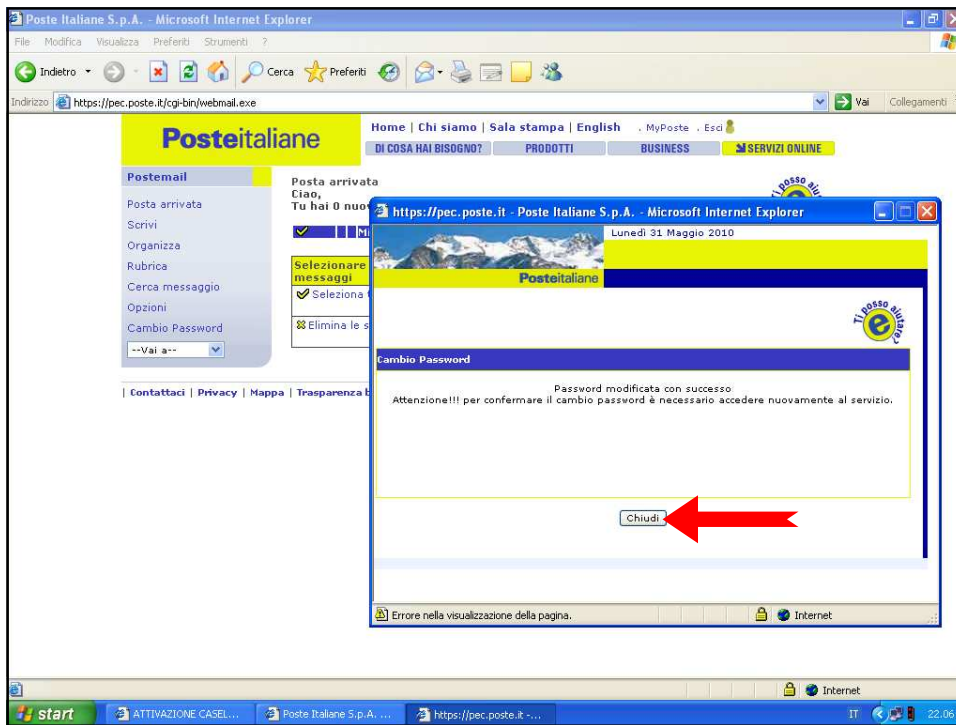 Poste Italiane S.p.A. - Microsoft Internet Explorer
File Modifica Visualizza Preferiti Strumenti ?
Indietro Cerca Preferiti
Indirizzo https://pec.poste.it/cgi-bin/webmail.exe Vai Collegamenti
Posteitaliane
Home | Chi siamo | Sala stampa | English . MyPoste . Esci
DI COSA HAI BISOGNO? PRODOTTI BUSINESS SERVIZI ONLINE
Postemail
Posta arrivata
Scrivi
Organizza
Rubrica
Cerca messaggio
Opzioni
Cambio Password
--Vai a--
Posta arrivata
Ciao,
Tu hai 0
Selezionare
messaggi
Seleziona
Elimina le
| Contattaci | Privacy | Mappa | Trasparenza
Ti posso
https://pec.poste.it - Poste Italiane S.p.A. - Microsoft Internet Explorer
Lunedì 31 Maggio 2010
Posteitaliane
Ti posso aiutare?
e
Cambio Password
Password modificata con successo
Attenzione!!! per confermare il cambio password è necessario accedere nuovamente al servizio.
Chiudi
Errore nella visualizzazione della pagina. Internet
Internet
start ATTIVAZIONE CASEL... Poste Italiane S.p.A. ... https://pec.poste.it -... IT 22.06